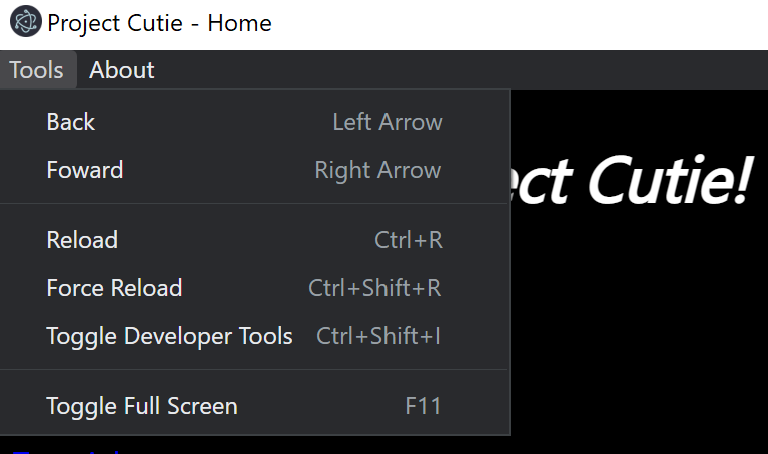 Project Cutie - Home
Tools About
Back Left Arrow
Foward Right Arrow
ect Cutie!
Reload Ctrl+R
Force Reload Ctrl+Shift+R
Toggle Developer Tools Ctrl+Shift+I
Toggle Full Screen F11